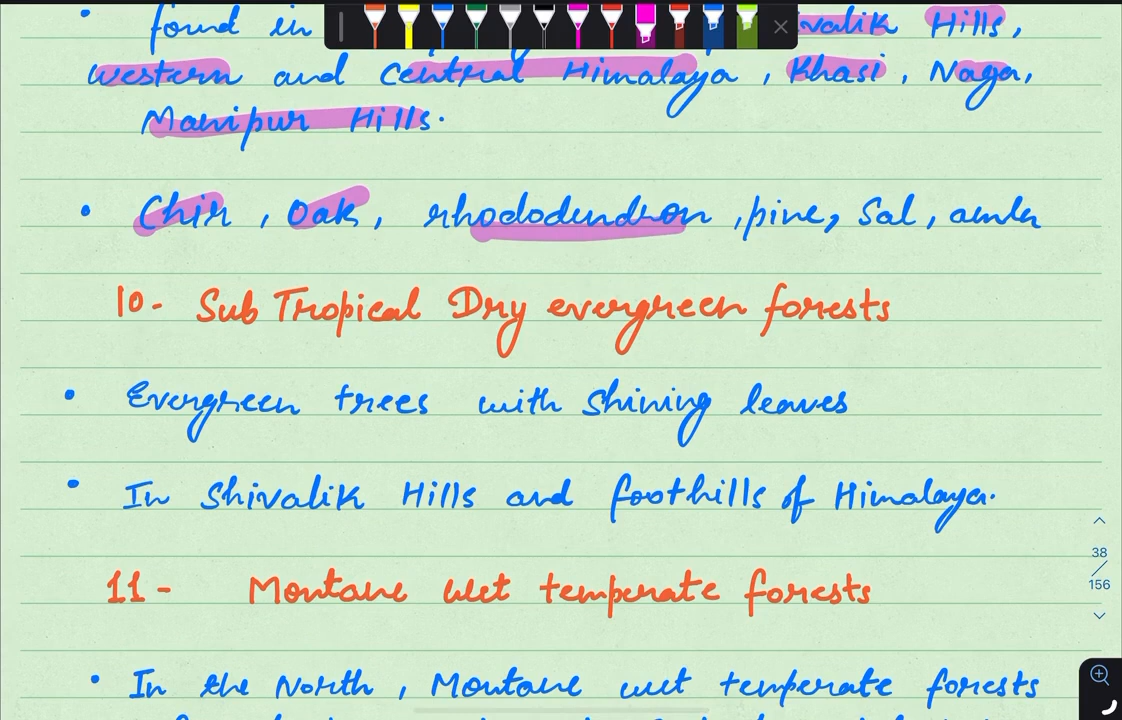 • found in valik Hills,
western and Central Himalaya, Khasi, Naga,
Manipur Hills.
• Chir, Oak, rhododendron, pine, Sal, amla
10- Sub Tropical Dry evergreen forests
• Evergreen trees with Shining leaves
• In Shivalik Hills and foothills of Himalaya.
38
156
11- Montane wet temperate forests
• In the North, Montane wet temperate forests